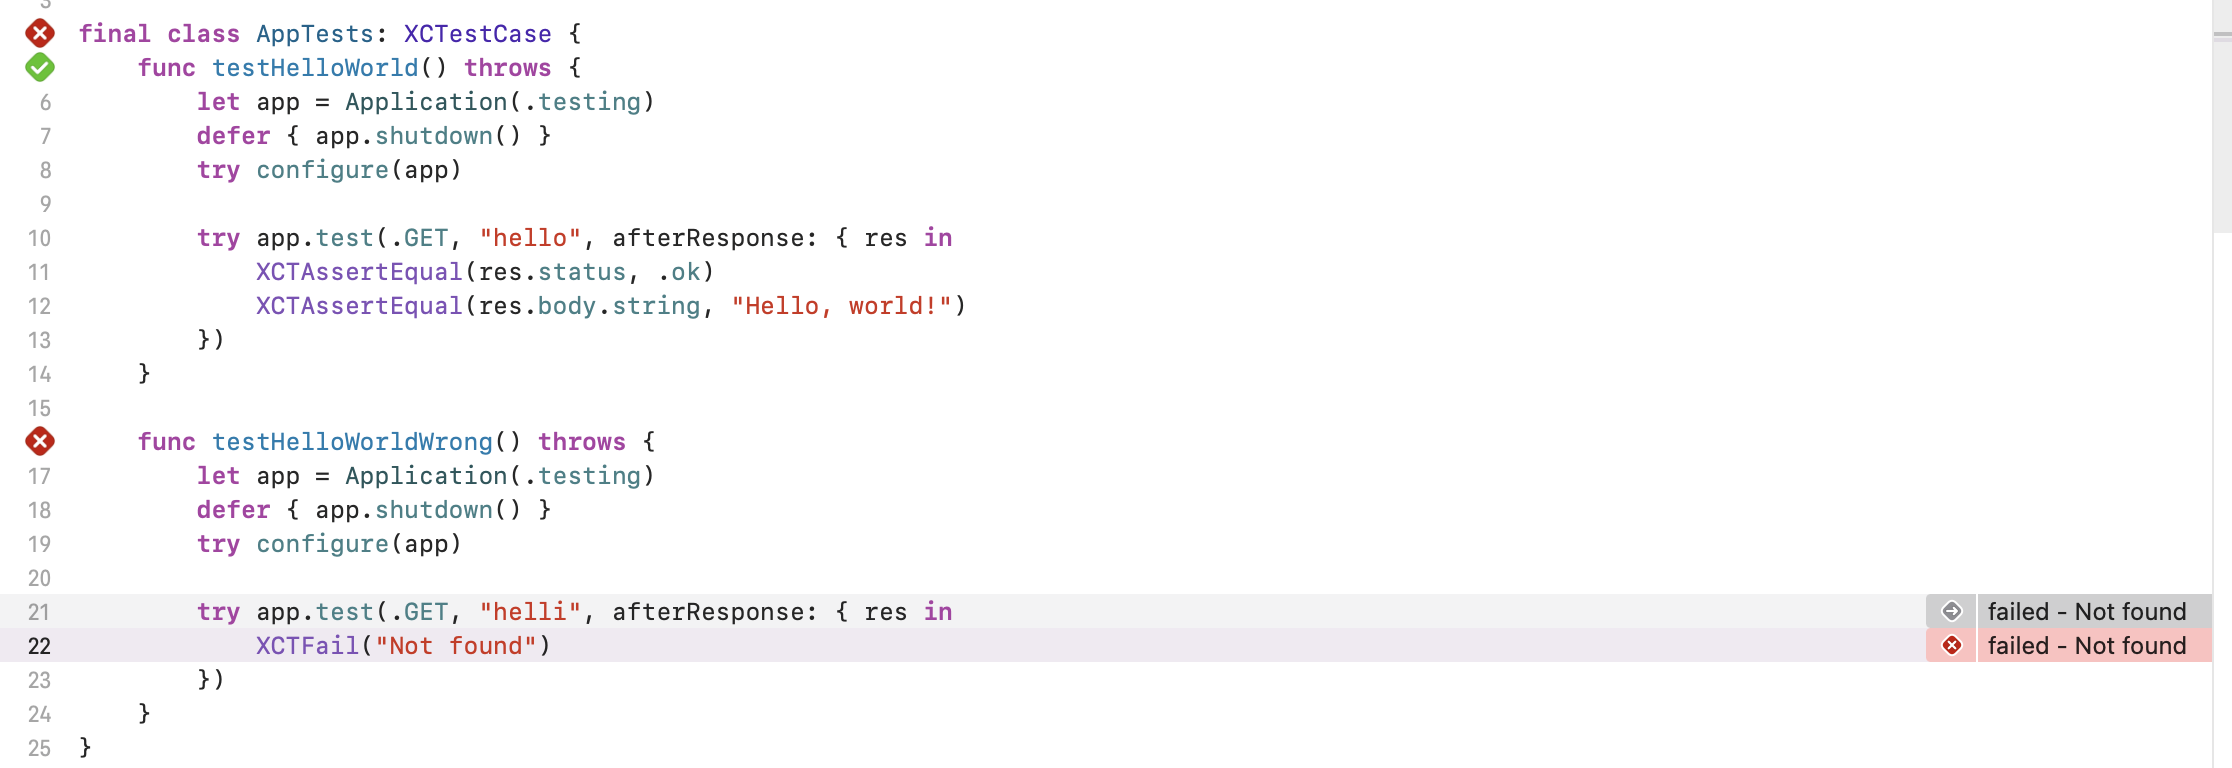 3
final class AppTests: XCTestCase {
func testHelloWorld() throws {
6 let app = Application(.testing)
7 defer { app.shutdown() }
8 try configure(app)
9
10 try app.test(.GET, "hello", afterResponse: { res in
11 XCTAssertEqual(res.status, .ok)
12 XCTAssertEqual(res.body.string, "Hello, world!")
13 })
14 }
15
func testHelloWorldWrong() throws {
17 let app = Application(.testing)
18 defer { app.shutdown() }
19 try configure(app)
20
21 try app.test(.GET, "helli", afterResponse: { res in failed - Not found
22 XCTFail("Not found") failed - Not found
23 })
24 }
25 }